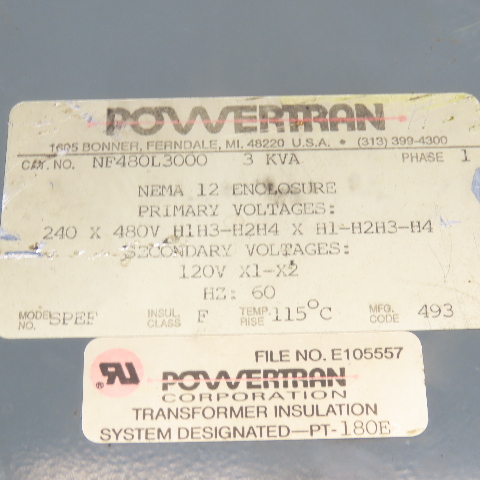 POWERTRAN
1605 BONNER, FERNDALE, MI. 48220 U.S.A. • (313) 399-4300
CAT. NO. NF480L3000 3 KVA PHASE 1
NEMA 12 ENCLOSURE
PRIMARY VOLTAGES:
240 X 480V H1H3-H2H4 X H1-H2H3-H4
SECONDARY VOLTAGES:
120V X1-X2
HZ: 60
MODEL NO. SPEF INSUL. CLASS F TEMP. RISE 115°C MFG. CODE 493
FILE NO. E105557
RU POWERTRAN
CORPORATION
TRANSFORMER INSULATION
SYSTEM DESIGNATED—PT-180E